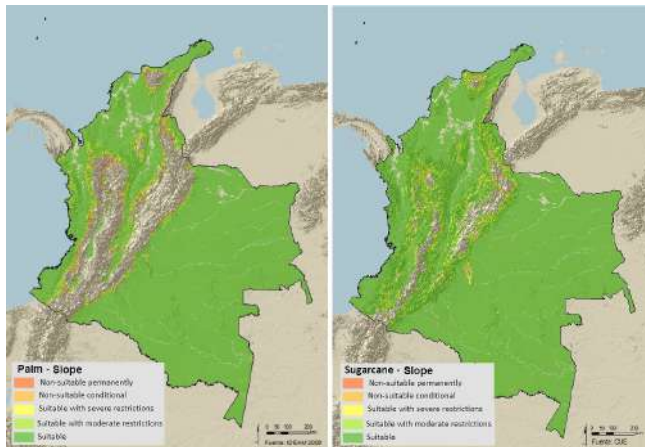 Palm - Slope
Non-suitable permanently
Non-suitable conditional
Suitable with severe restrictions
Suitable with moderate restrictions
Suitable
Sugarcane - Slope
Non-suitable permanently
Non-suitable conditional
Suitable with severe restrictions
Suitable with moderate restrictions
Suitable
Fuente: CUE